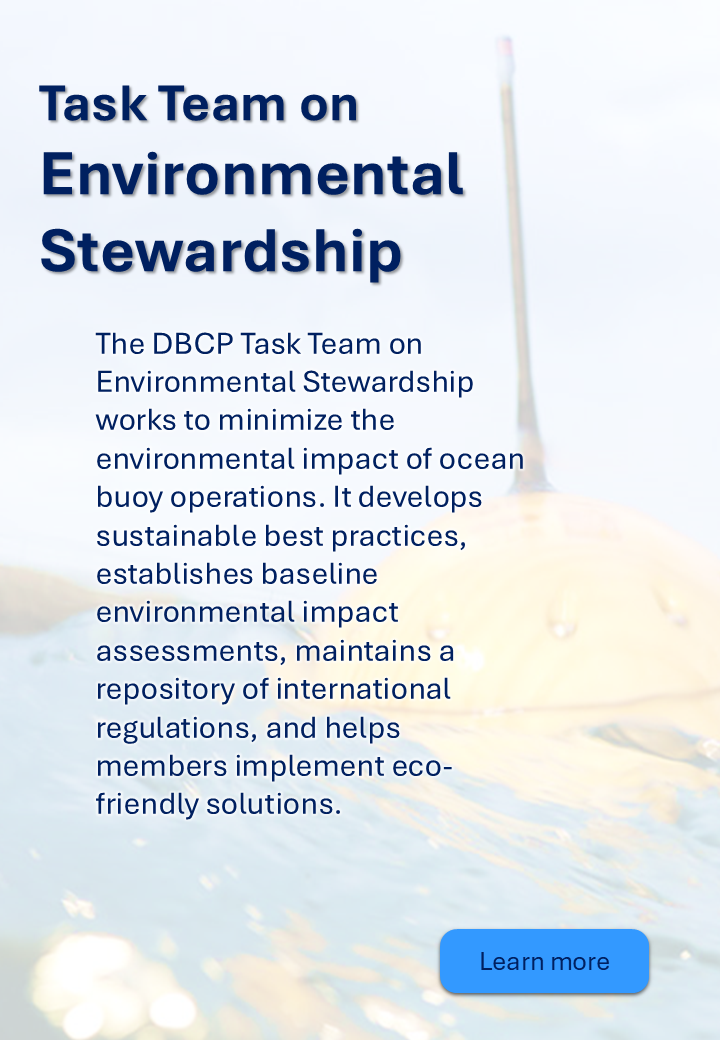 Task Team on
Environmental
Stewardship
The DBCP Task Team on
Environmental Stewardship
works to minimize the
environmental impact of ocean
buoy operations. It develops
sustainable best practices,
establishes baseline
environmental impact
assessments, maintains a
repository of international
regulations, and helps
members implement eco-
friendly solutions.
Learn more